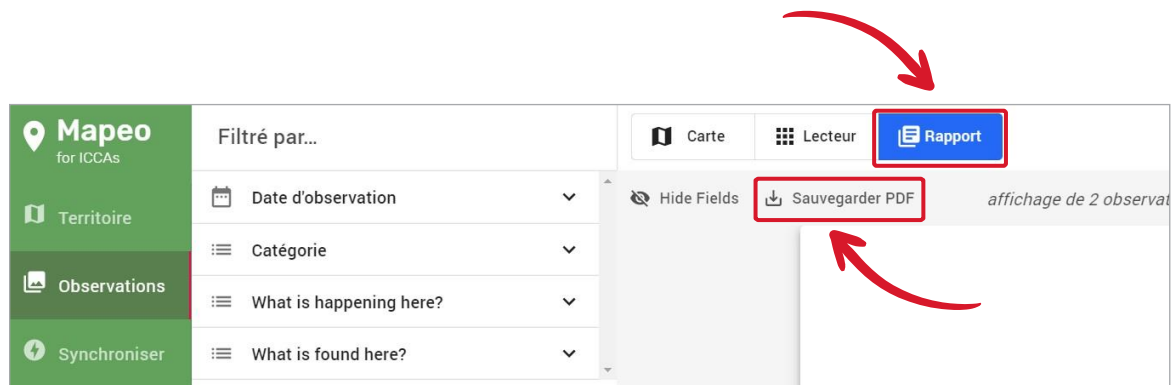 Mapeo
for ICCAs
Territoire
Observations
Synchroniser
Filtré par...
Date d'observation
Catégorie
What is happening here?
What is found here?
Carte
Lecteur
Rapport
Hide Fields
Sauvegarder PDF
affichage de 2 observat